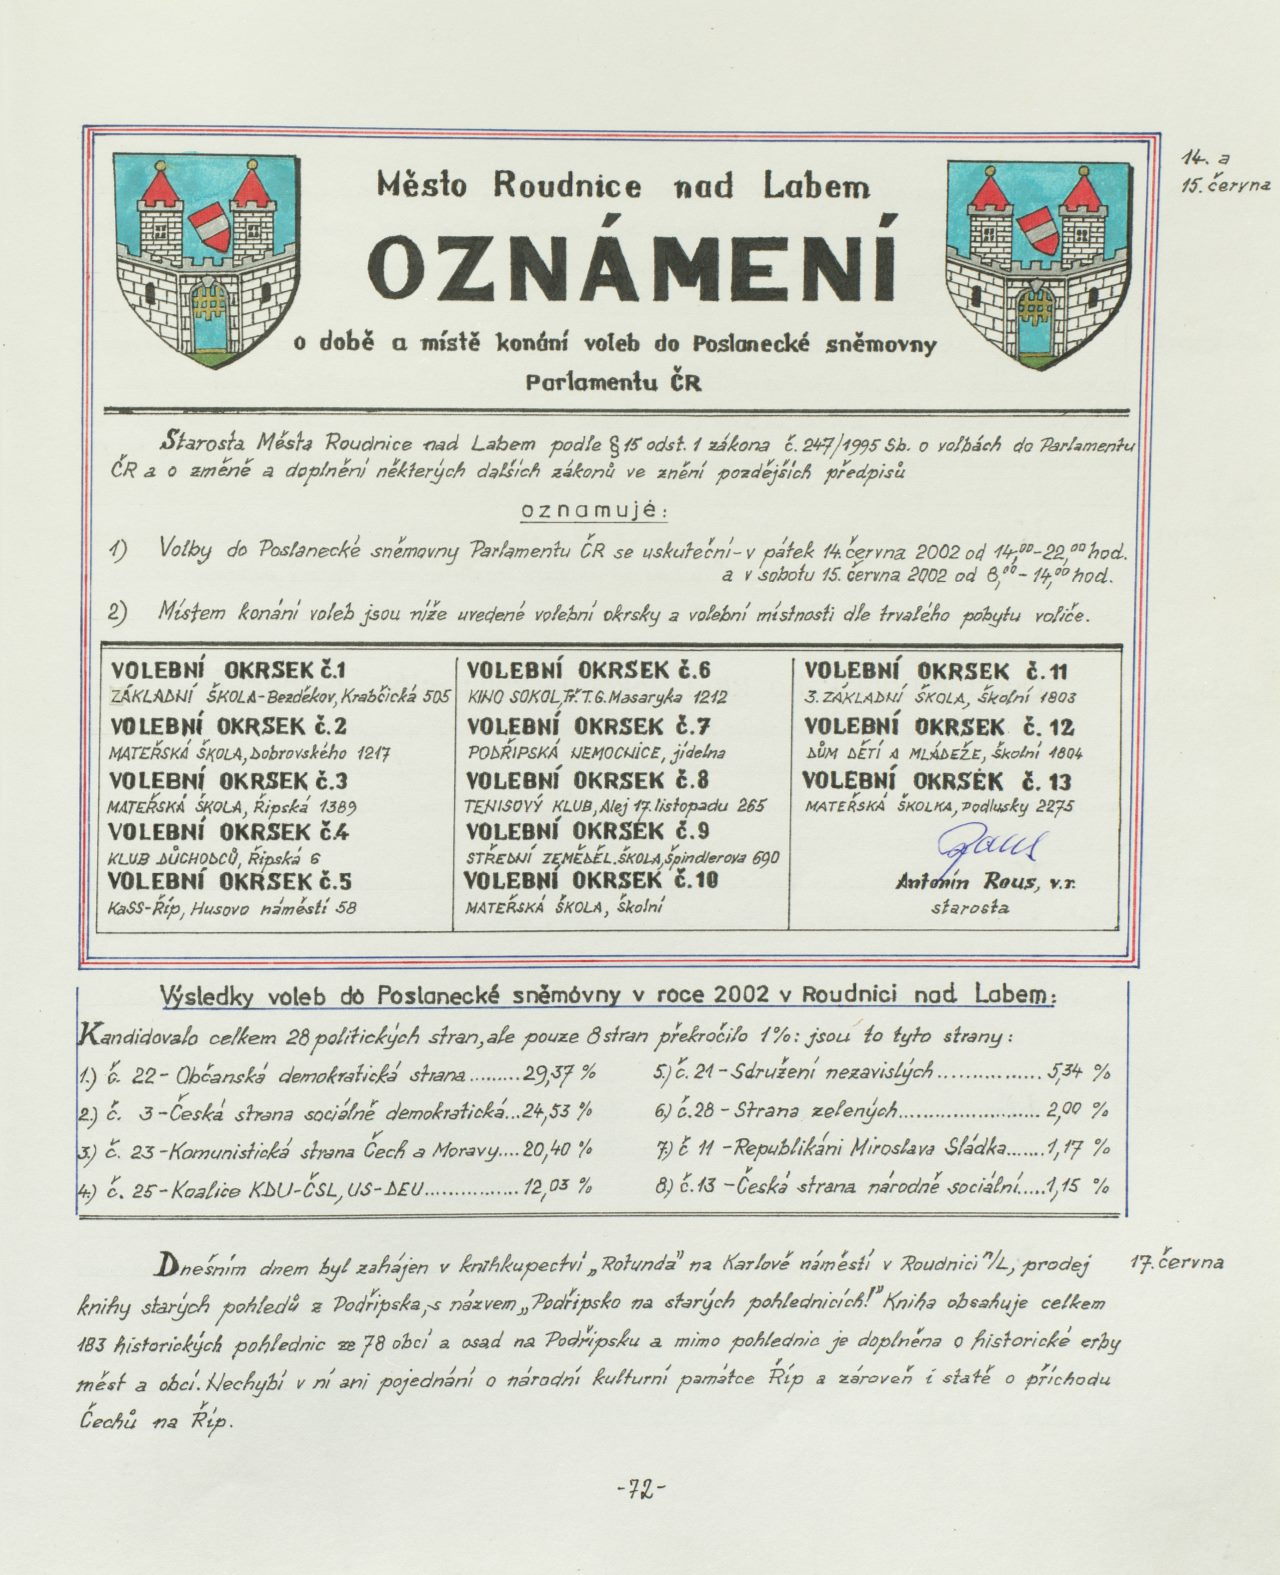 14. a
15. června
Město Roudnice nad Labem
OZNÁMENÍ
o době a místě konání voleb do Poslanecké sněmovny
Parlamentu ČR
Starosta Města Roudnice nad Labem podle §15 odst. 1 zákona č. 247/1995 Sb. o volbách do Parlamentu
ČR a o změně a doplnění některých dalších zákonů ve znění pozdějších předpisů
oznamuje:
1) Volby do Poslanecké sněmovny Parlamentu ČR se uskuteční - v pátek 14. června 2002 od 14,00-22,00 hod.
a v sobotu 15. června 2002 od 8,00-14,00 hod.
2) Místem konání voleb jsou níže uvedené volební okrsky a volební místnosti dle trvalého pobytu voliče.
VOLEBNÍ OKRSEK č.1
ZÁKLADNÍ ŠKOLA-Bezděkov, Krabčická 505
VOLEBNÍ OKRSEK č.2
MATEŘSKÁ ŠKOLA, Dobrovského 1217
VOLEBNÍ OKRSEK č.3
MATEŘSKÁ ŠKOLA, Řipská 1389
VOLEBNÍ OKRSEK č.4
KLUB DŮCHODCŮ, Řípská 6
VOLEBNÍ OKRSEK č.5
KaSS-Říp, Husovo náměstí 58
VOLEBNÍ OKRSEK č.6
KINO SOKOL, Tř. T.G. Masaryka 1212
VOLEBNÍ OKRSEK č.7
PODŘIPSKÁ NEMOCNICE, jídelna
VOLEBNÍ OKRSEK č.8
TENISOVÝ KLUB, Alej 17. listopadu 265
VOLEBNÍ OKRSEK č.9
STŘEDNÍ ZEMĚDĚL. ŠKOLA, Špindlerova 690
VOLEBNÍ OKRSEK č.10
MATEŘSKÁ ŠKOLA, Školní
VOLEBNÍ OKRSEK č.11
3. ZÁKLADNÍ ŠKOLA, Školní 1803
VOLEBNÍ OKRSEK č. 12
DŮM DĚTÍ A MLÁDEŽE, Školní 1804
VOLEBNÍ OKRSEK č. 13
MATEŘSKÁ ŠKOLKA, Podlusky 2275
Antonín Rous, v.r.
starosta
Výsledky voleb do Poslanecké sněmóvny v roce 2002 v Roudnici nad Labem:
Kandidovalo celkem 28 politických stran, ale pouze 8 stran překročilo 1%: jsou to tyto strany:
1.) č. 22 - Občanská demokratická strana.........29,37 %
2.) č. 3 - Česká strana sociálně demokratická...24,53 %
3.) č. 23 - Komunistická strana Čech a Moravy....20,40 %
4.) č. 25 - Koalice KDU-ČSL, US-DEU................12,03 %
5.) č. 21 - Sdružení nezavislých................5,34 %
6.) č. 28 - Strana zelených........................2,00 %
7.) č 11 - Republikáni Miroslava Sládka.......1,17 %
8.) č. 13 - Česká strana národně sociální.....1,15 %
Dnešním dnem byl zahájen v knihkupectví „Rotunda" na Karlově náměstí v Roudnici n/L, prodej
17. června
knihy starých pohledů z Podřipska, s názvem „Podřipsko na starých pohlednicích!" Kniha obsahuje celkem
183 historických pohlednic ze 78 obcí a osad na Podřipsku a mimo pohlednic je doplněna o historické erby
měst a obcí. Nechybí v ní ani pojednání o národní kulturní památce Říp a zároveň i statě o příchodu
Čechů na Říp.
-72-